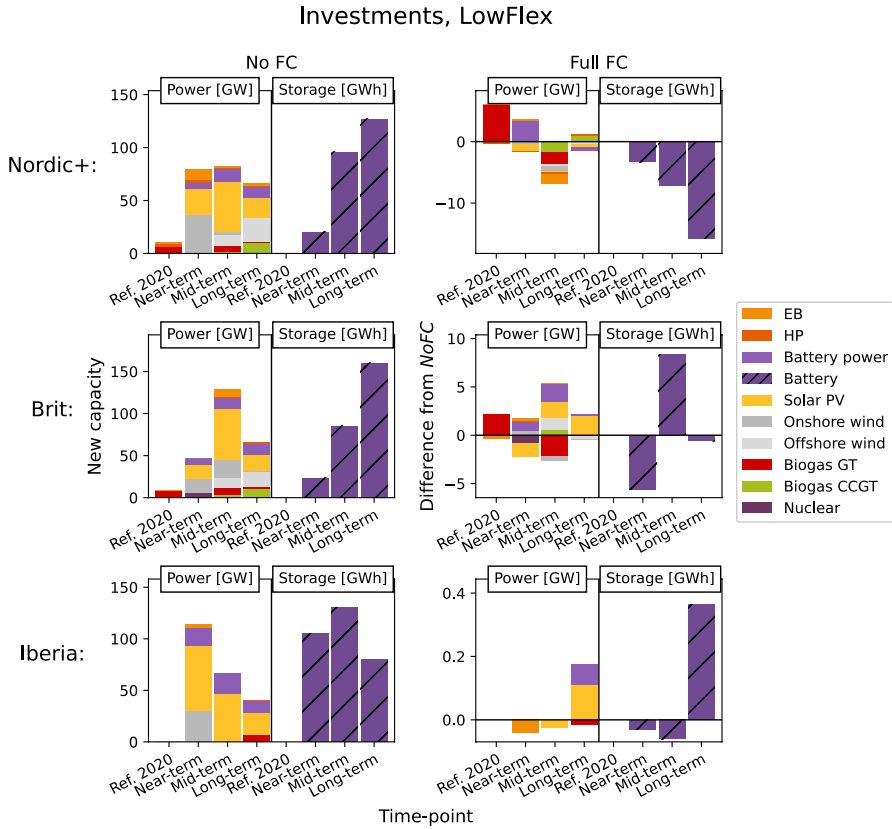 Investments, LowFlex
No FC
Full FC
Nordic+:
Power [GW]
Storage [GWh]
150
100
50
0
Ref. 2020
Near-term
Mid-term
Long-term
Ref. 2020
Near-term
Mid-term
Long-term
Power [GW]
Storage [GWh]
0
−10
Ref. 2020
Near-term
Mid-term
Long-term
Ref. 2020
Near-term
Mid-term
Long-term
Brit:
New capacity
Power [GW]
Storage [GWh]
150
100
50
0
Ref. 2020
Near-term
Mid-term
Long-term
Ref. 2020
Near-term
Mid-term
Long-term
Difference from NoFC
Power [GW]
Storage [GWh]
10
5
0
−5
Ref. 2020
Near-term
Mid-term
Long-term
Ref. 2020
Near-term
Mid-term
Long-term
EB
HP
Battery power
Battery
Solar PV
Onshore wind
Offshore wind
Biogas GT
Biogas CCGT
Nuclear
Iberia:
Power [GW]
Storage [GWh]
150
100
50
0
Ref. 2020
Near-term
Mid-term
Long-term
Ref. 2020
Near-term
Mid-term
Long-term
Power [GW]
Storage [GWh]
0.4
0.2
0.0
Ref. 2020
Near-term
Mid-term
Long-term
Ref. 2020
Near-term
Mid-term
Long-term
Time-point